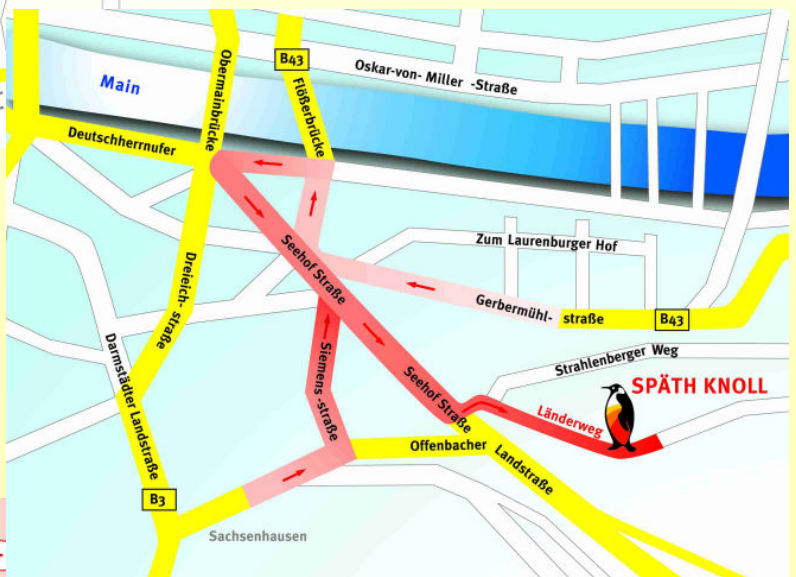 B43
Oskar-von- Miller -Straße
Main
Obermainbrücke
Flößerbrücke
Deutschherrnufer
Zum Laurenburger Hof
Seehof Straße
Dreieich- straße
Gerbermühl-
straße
B43
Darmstädter Landstraße
Siemens -straße
Strahlenberger Weg
SPÄTH KNOLL
Seehof Straße
Länderweg
Offenbacher
Landstraße
B3
Sachsenhausen